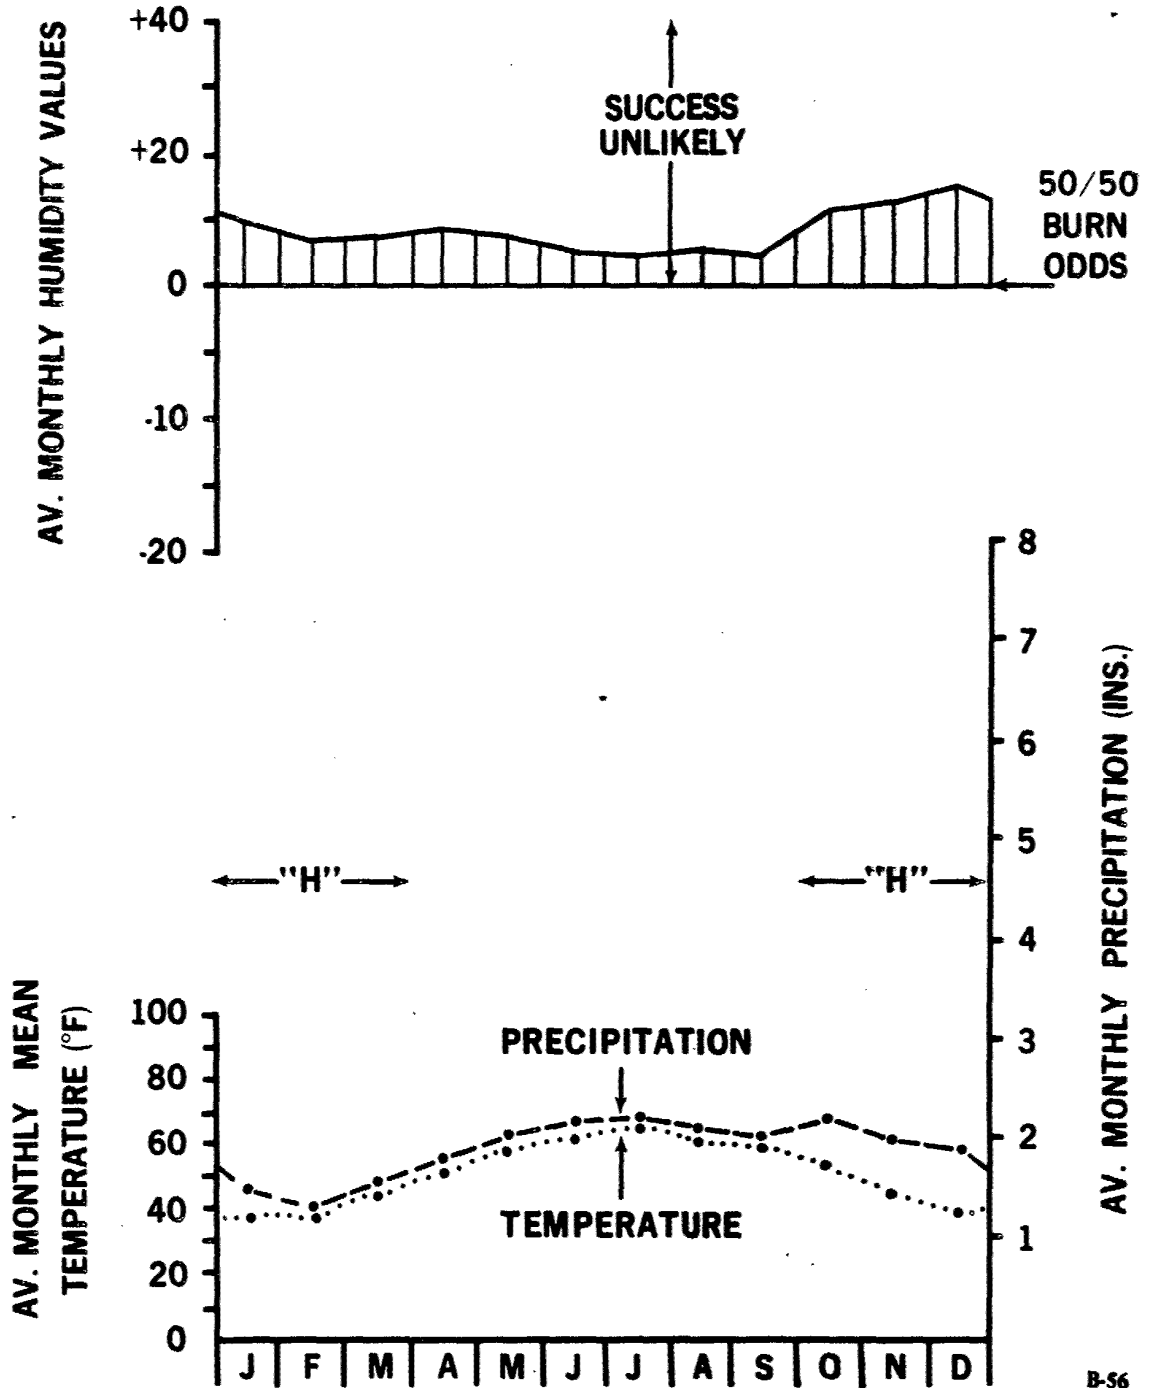 AV. MONTHLY HUMIDITY VALUES
+40
+20
0
-10
-20
SUCCESS
UNLIKELY
50/50
BURN
ODDS
"H"
"H"
AV. MONTHLY MEAN
TEMPERATURE (°F)
100
80
60
40
20
0
PRECIPITATION
TEMPERATURE
8
7
6
5
4
3
2
1
AV. MONTHLY PRECIPITATION (INS.)
J F M A M J J A S O N D
B-56